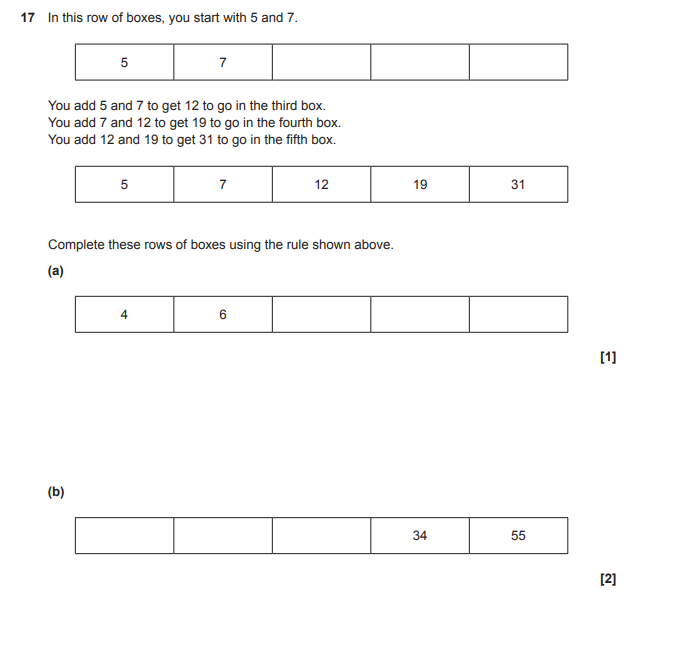 17 In this row of boxes, you start with 5 and 7.
5 7
You add 5 and 7 to get 12 to go in the third box.
You add 7 and 12 to get 19 to go in the fourth box.
You add 12 and 19 to get 31 to go in the fifth box.
5 7 12 19 31
Complete these rows of boxes using the rule shown above.
(a)
4 6
[1]
(b)
34 55
[2]